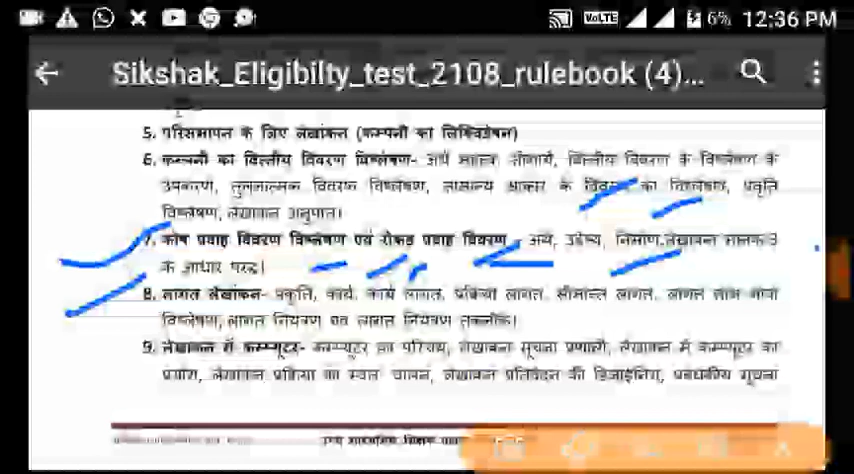 VoLTE 6% 12:36 PM
Sikshak_Eligibilty_test_2108_rulebook (4)...
5. परिसमापन के लिए लेखांकन (कम्पनी का लिक्विडेशन)
6. कम्पनी का वित्तीय विवरण विश्लेषण- अर्थ महत्व सीमायें, वित्तीय विवरण के विश्लेषण के
उपकरण, तुलनात्मक विवरण विश्लेषण, सामान्य आकार के विवरण का विश्लेषण, प्रवृति
विश्लेषण, लेखांकन अनुपात।
7. कोष प्रवाह विवरण विश्लेषण एवं रोकड़ प्रवाह विवरण - अर्थ, उद्देष्य, निर्माण,लेखांकन मानक 3
के आधार पर।
8. लागत लेखांकन- प्रकृति, कार्य, कार्य लागत, प्रक्रिया लागत, सीमान्त लागत, लागत लाभ मात्रा
विश्लेषण, लागत नियंत्रण एवं लागत नियंत्रण तकनीक।
9. लेखांकन में कम्प्यूटर- कम्प्यूटर का परिचय, लेखांकन सूचना प्रणाली, लेखांकन में कम्प्यूटर का
प्रयोग, लेखांकन प्रक्रिया का स्वतः चालन, लेखांकन प्रतिवेदन की डिजाइनिंग, प्रबंधकीय सूचना